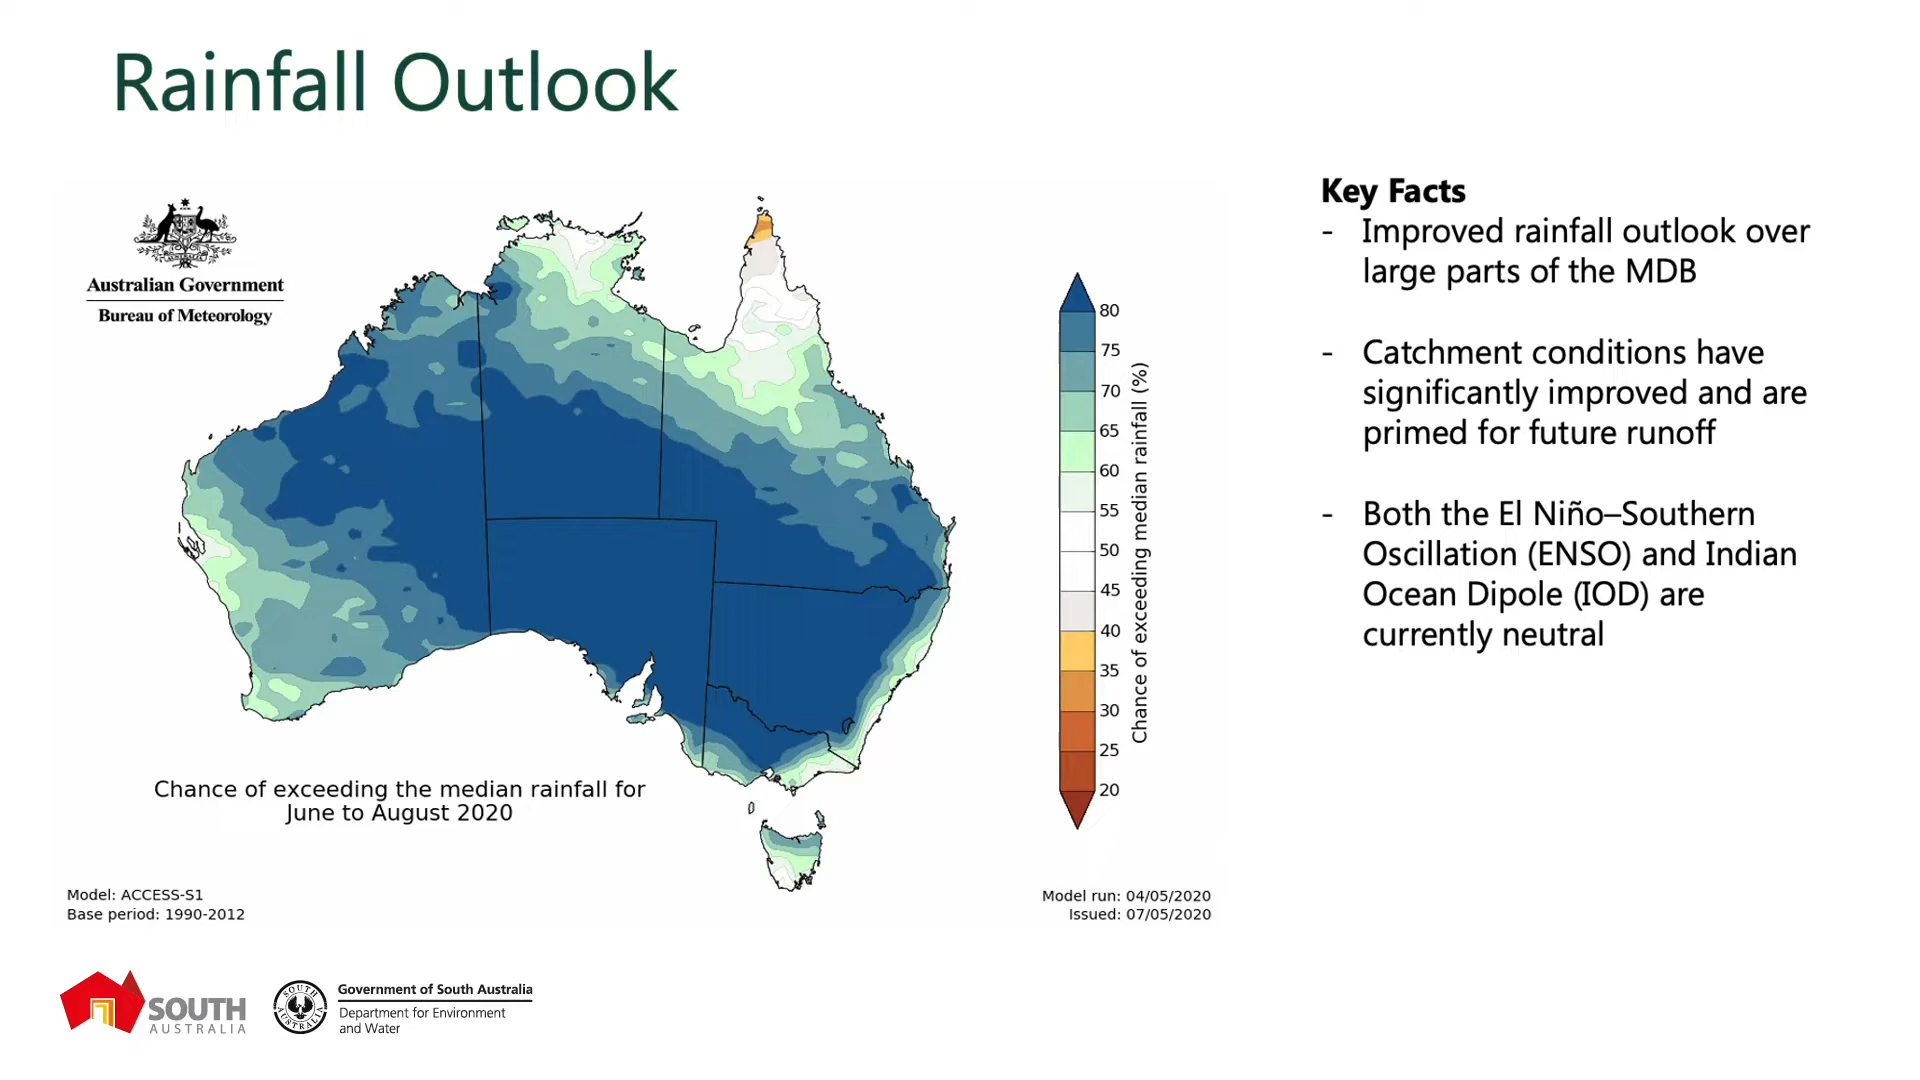 Rainfall Outlook
Australian Government
Bureau of Meteorology
Chance of exceeding the median rainfall for
June to August 2020
Model: ACCESS-S1
Base period: 1990-2012
80
75
70
65
60
55
50
45
40
35
30
25
20
Chance of exceeding median rainfall (%)
Model run: 04/05/2020
Issued: 07/05/2020
Key Facts
- Improved rainfall outlook over
large parts of the MDB
- Catchment conditions have
significantly improved and are
primed for future runoff
- Both the El Niño–Southern
Oscillation (ENSO) and Indian
Ocean Dipole (IOD) are
currently neutral
SOUTH
AUSTRALIA
SOUTH
AUSTRALIA
Government of South Australia
Department for Environment
and Water